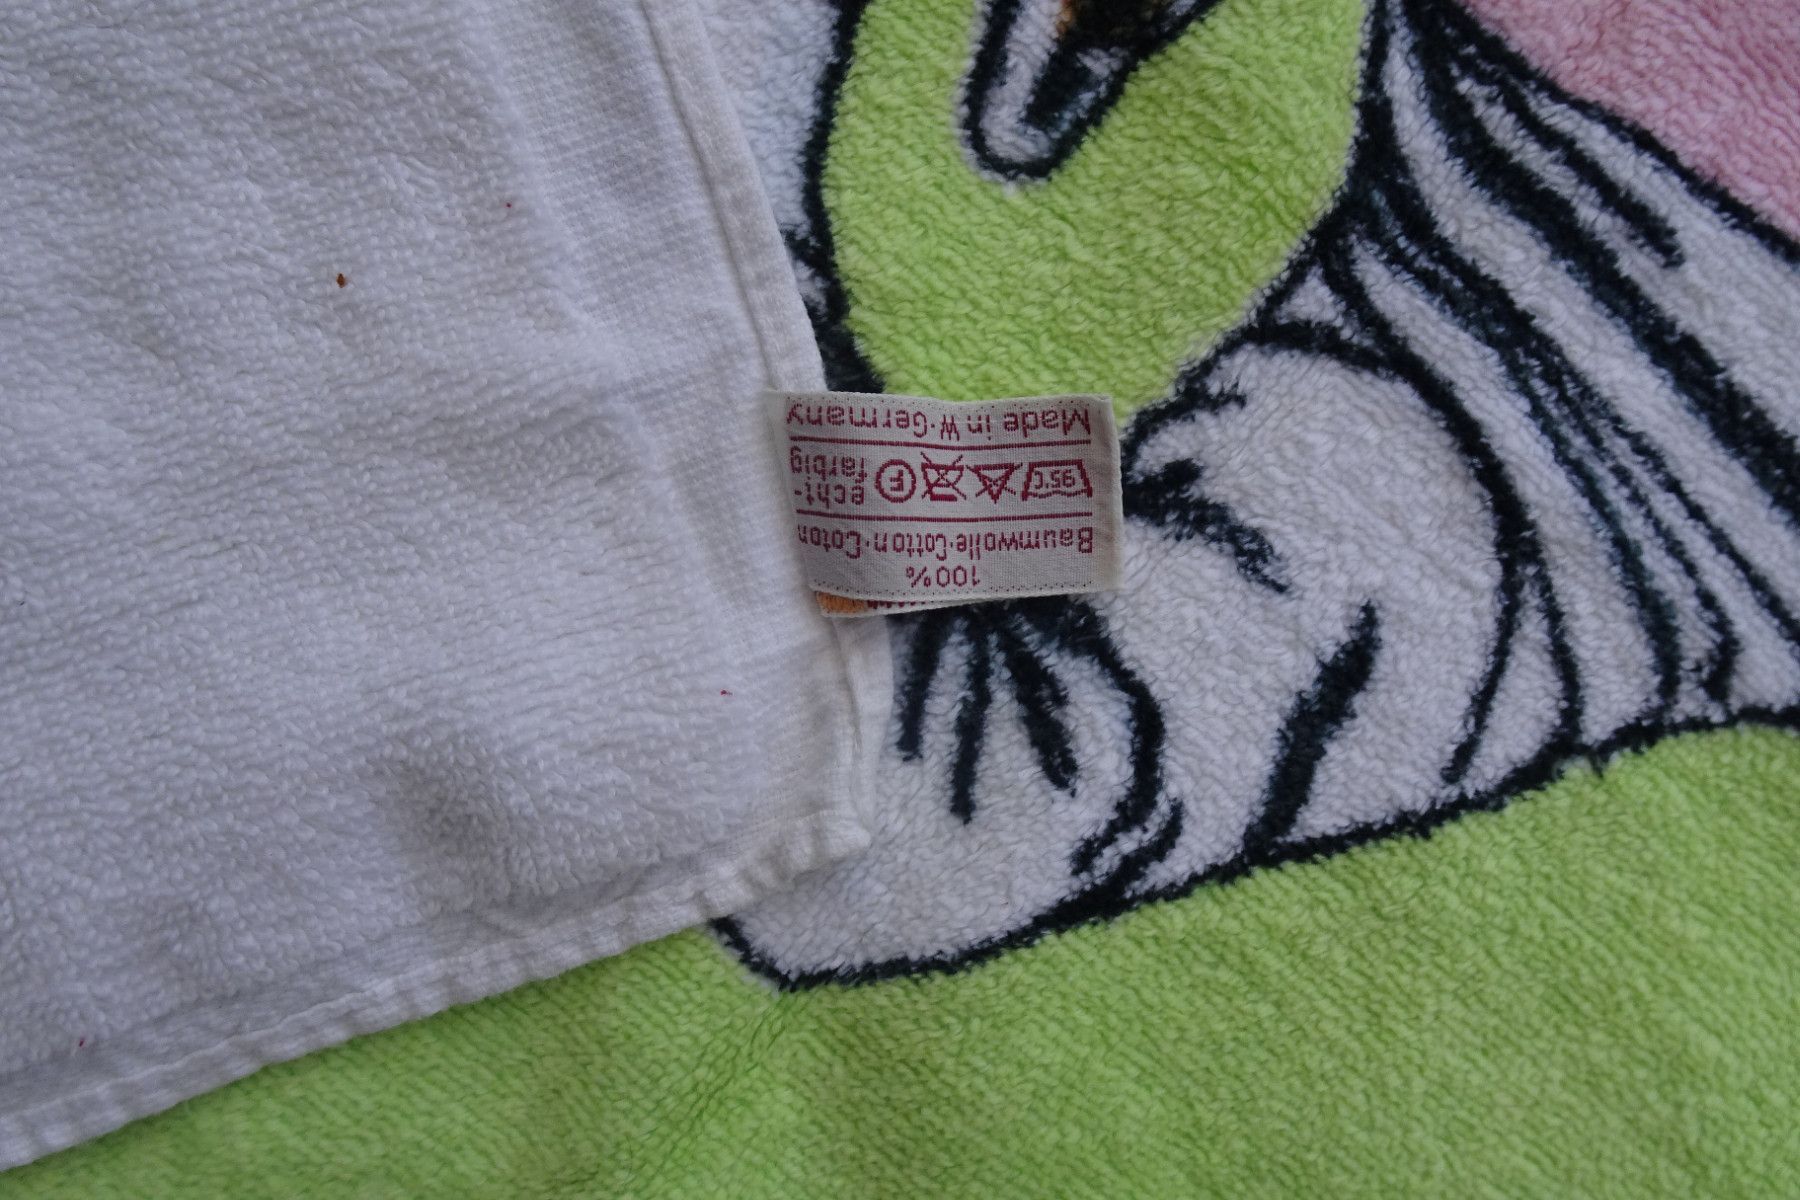 100%
Baumwolle·Cotton·Coton
95°C F echt-
farbig
Made in W·Germany